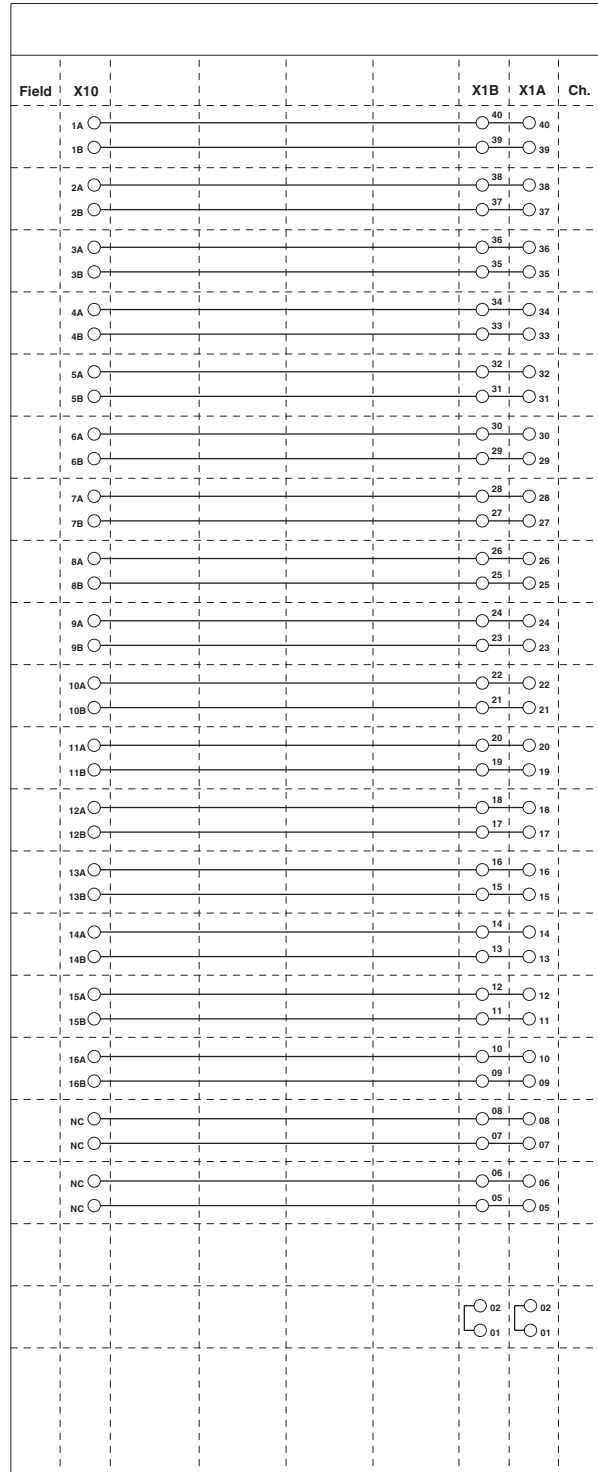 Field X10 X1B X1A Ch.
1A 40 40
1B 39 39
2A 38 38
2B 37 37
3A 36 36
3B 35 35
4A 34 34
4B 33 33
5A 32 32
5B 31 31
6A 30 30
6B 29 29
7A 28 28
7B 27 27
8A 26 26
8B 25 25
9A 24 24
9B 23 23
10A 22 22
10B 21 21
11A 20 20
11B 19 19
12A 18 18
12B 17 17
13A 16 16
13B 15 15
14A 14 14
14B 13 13
15A 12 12
15B 11 11
16A 10 10
16B 09 09
NC 08 08
NC 07 07
NC 06 06
NC 05 05
02 02
01 01